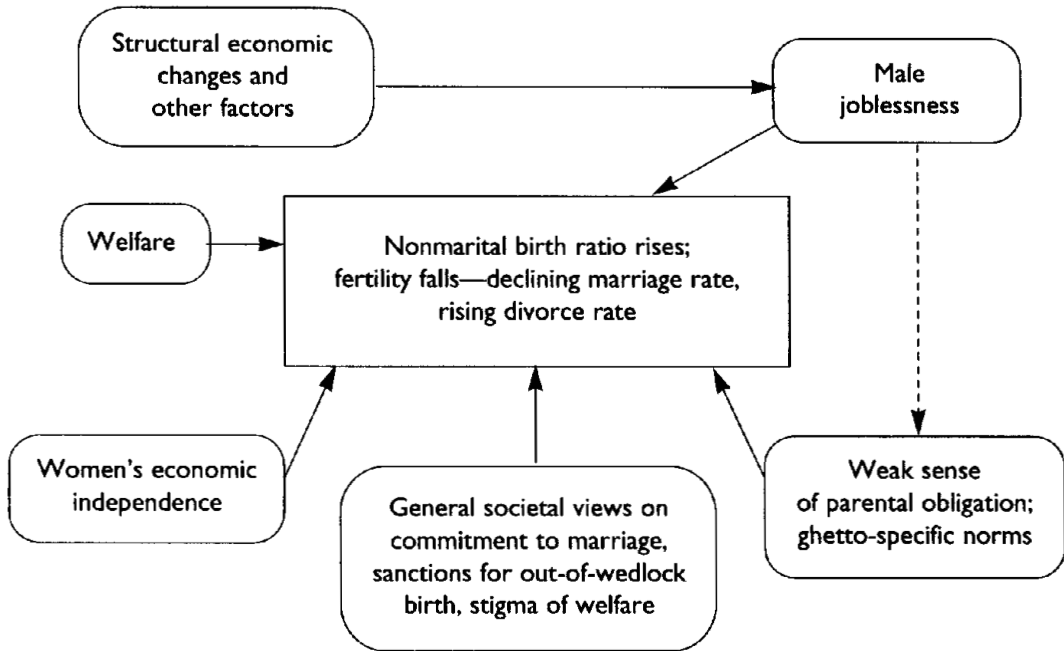 Structural economic
changes and
other factors
Male
joblessness
Welfare
Nonmarital birth ratio rises;
fertility falls—declining marriage rate,
rising divorce rate
Women's economic
independence
General societal views on
commitment to marriage,
sanctions for out-of-wedlock
birth, stigma of welfare
Weak sense
of parental obligation;
ghetto-specific norms